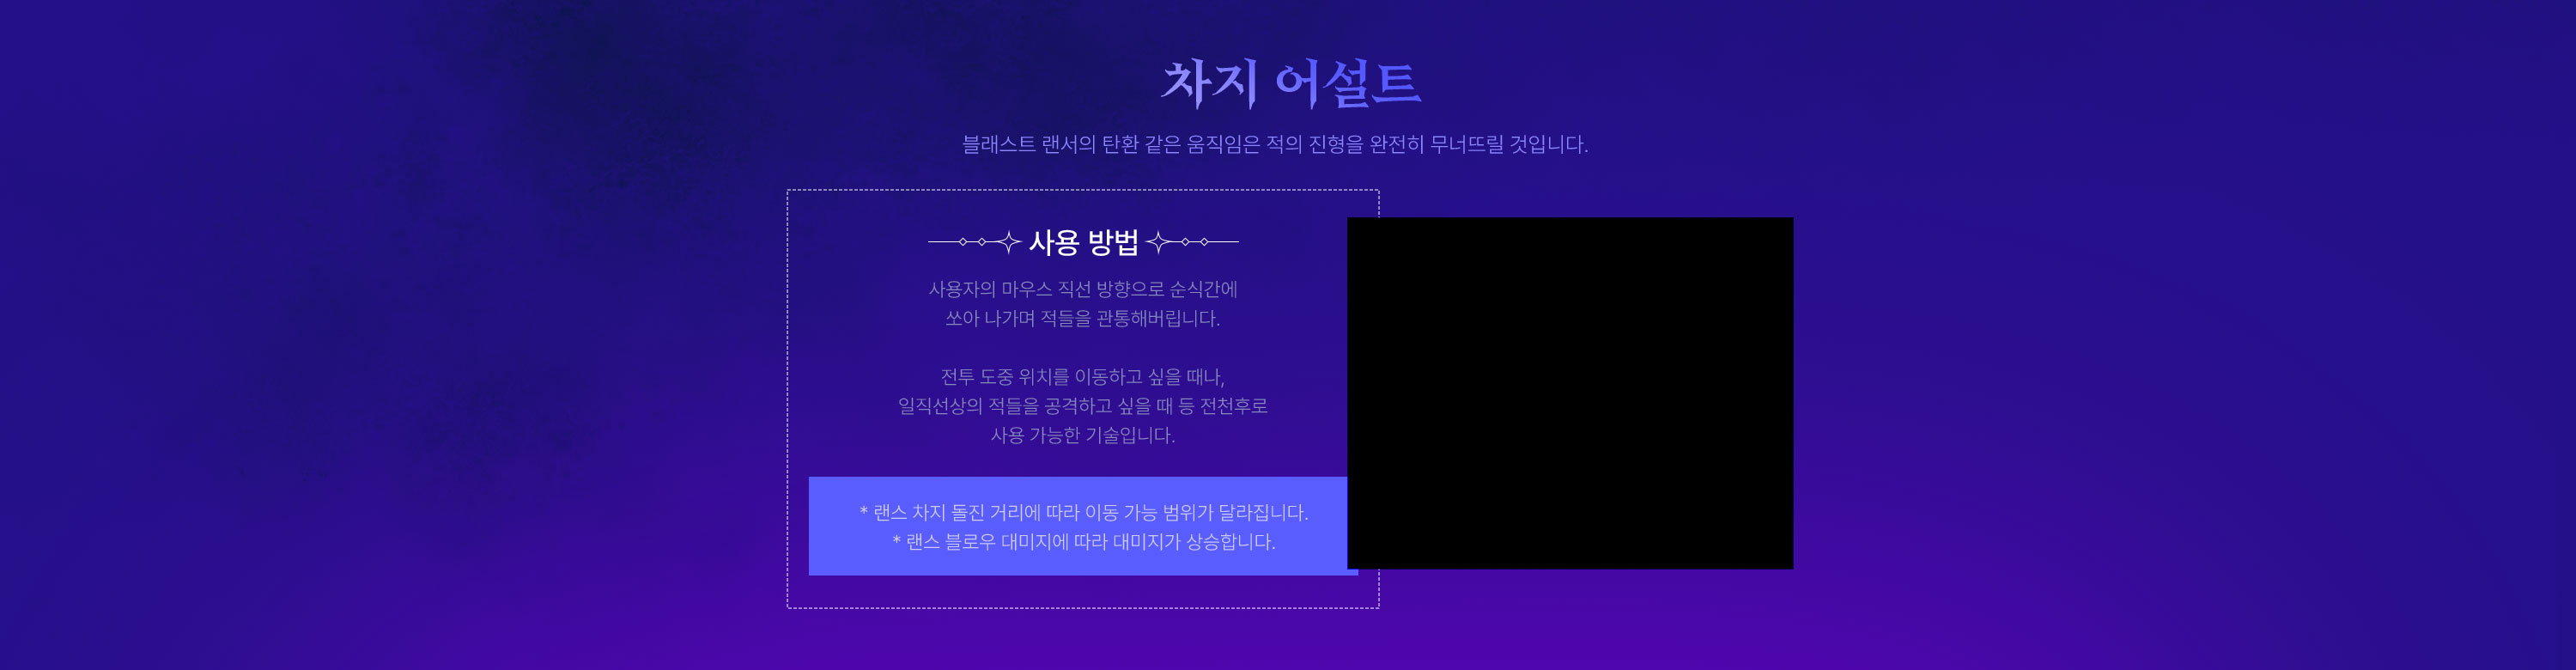 차지 어설트
블래스트 랜서의 탄환 같은 움직임은 적의 진형을 완전히 무너뜨릴 것입니다.
사용 방법
사용자의 마우스 직선 방향으로 순식간에
쏘아 나가며 적들을 관통해버립니다.
전투 도중 위치를 이동하고 싶을 때나,
일직선상의 적들을 공격하고 싶을 때 등 전천후로
사용 가능한 기술입니다.
* 랜스 차지 돌진 거리에 따라 이동 가능 범위가 달라집니다.
* 랜스 블로우 대미지에 따라 대미지가 상승합니다.